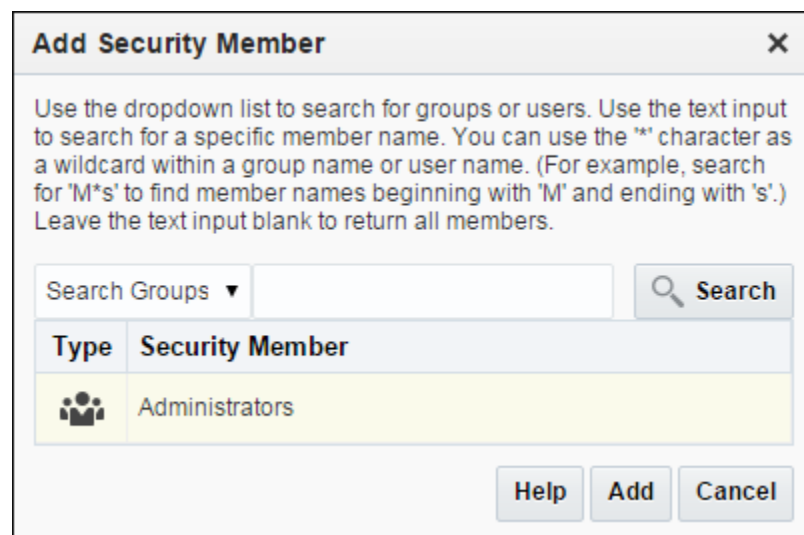 Add Security Member
Use the dropdown list to search for groups or users. Use the text input
to search for a specific member name. You can use the '*' character as
a wildcard within a group name or user name. (For example, search
for 'M*s' to find member names beginning with 'M' and ending with 's'.)
Leave the text input blank to return all members.
Search Groups
Search
Type Security Member
Administrators
Help Add Cancel